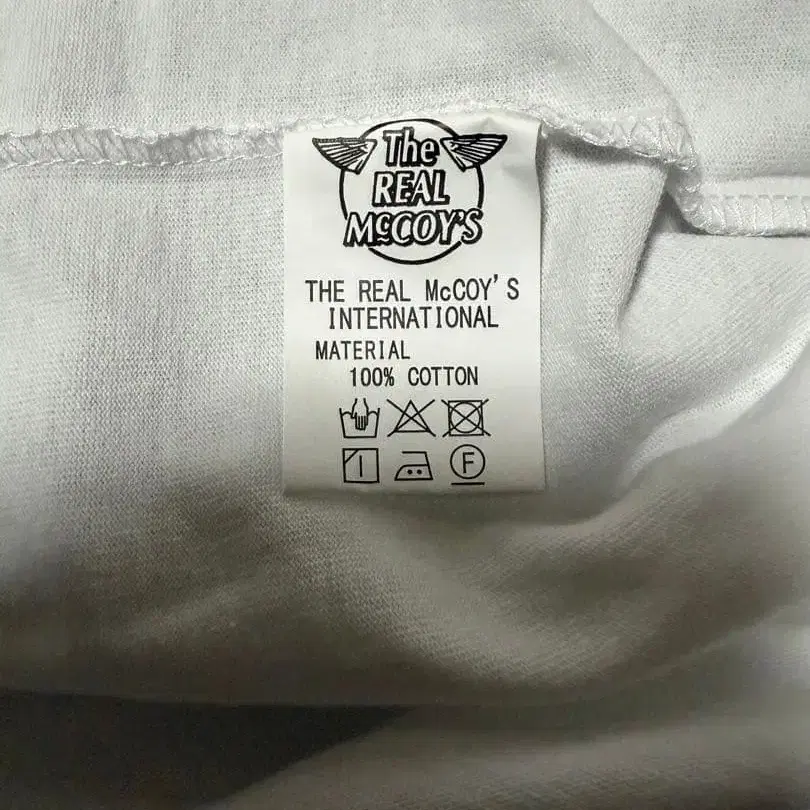 The
REAL
McCOY'S
THE REAL McCOY'S
INTERNATIONAL
MATERIAL
100% COTTON
F